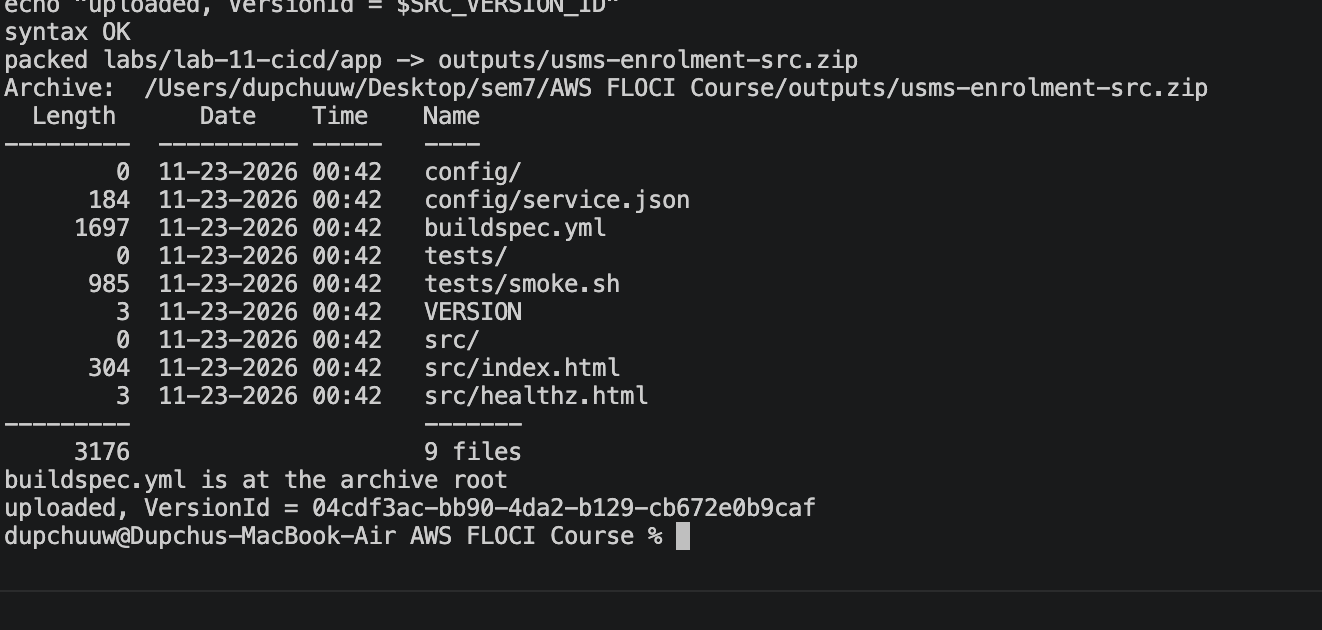 echo "uploaded, VersionId = $SRC_VERSION_ID"
syntax OK
packed labs/lab-11-cicd/app -> outputs/usms-enrolment-src.zip
Archive:  /Users/dupchuuw/Desktop/sem7/AWS FLOCI Course/outputs/usms-enrolment-src.zip
  Length      Date    Time    Name
---------  ---------- -----   ----
        0  11-23-2026 00:42   config/
      184  11-23-2026 00:42   config/service.json
     1697  11-23-2026 00:42   buildspec.yml
        0  11-23-2026 00:42   tests/
      985  11-23-2026 00:42   tests/smoke.sh
        3  11-23-2026 00:42   VERSION
        0  11-23-2026 00:42   src/
      304  11-23-2026 00:42   src/index.html
        3  11-23-2026 00:42   src/healthz.html
---------                     -------
     3176                     9 files
buildspec.yml is at the archive root
uploaded, VersionId = 04cdf3ac-bb90-4da2-b129-cb672e0b9caf
dupchuuw@Dupchus-MacBook-Air AWS FLOCI Course %